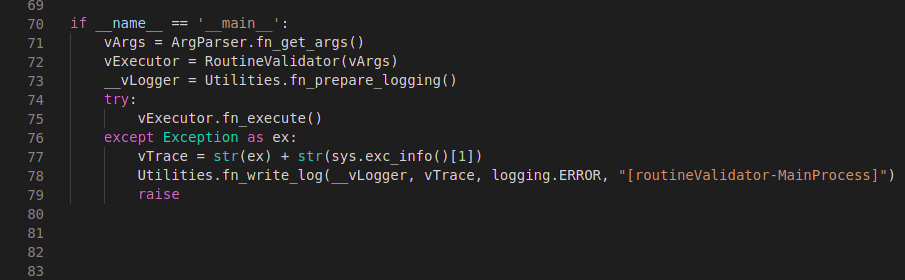 69
70 if __name__ == '__main__':
71     vArgs = ArgParser.fn_get_args()
72     vExecutor = RoutineValidator(vArgs)
73     __vLogger = Utilities.fn_prepare_logging()
74     try:
75         vExecutor.fn_execute()
76     except Exception as ex:
77         vTrace = str(ex) + str(sys.exc_info()[1])
78         Utilities.fn_write_log(__vLogger, vTrace, logging.ERROR, "[routineValidator-MainProcess]")
79         raise
80
81
82
83